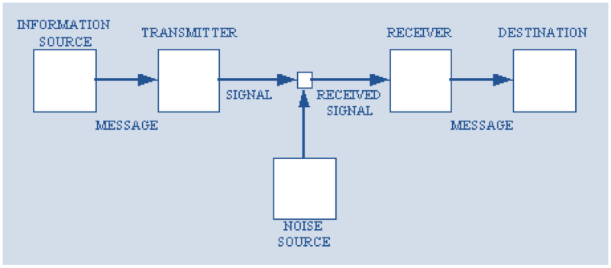 INFORMATION
SOURCE
TRANSMITTER
RECEIVER
DESTINATION
SIGNAL
RECEIVED
SIGNAL
MESSAGE
MESSAGE
NOISE
SOURCE